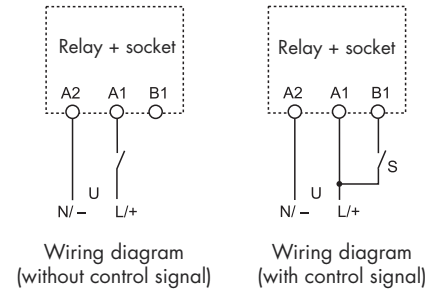 Relay + socket
A2 A1 B1
U
N/ – L/+
Wiring diagram
(without control signal)
Relay + socket
A2 A1 B1
S
U
N/ – L/+
Wiring diagram
(with control signal)